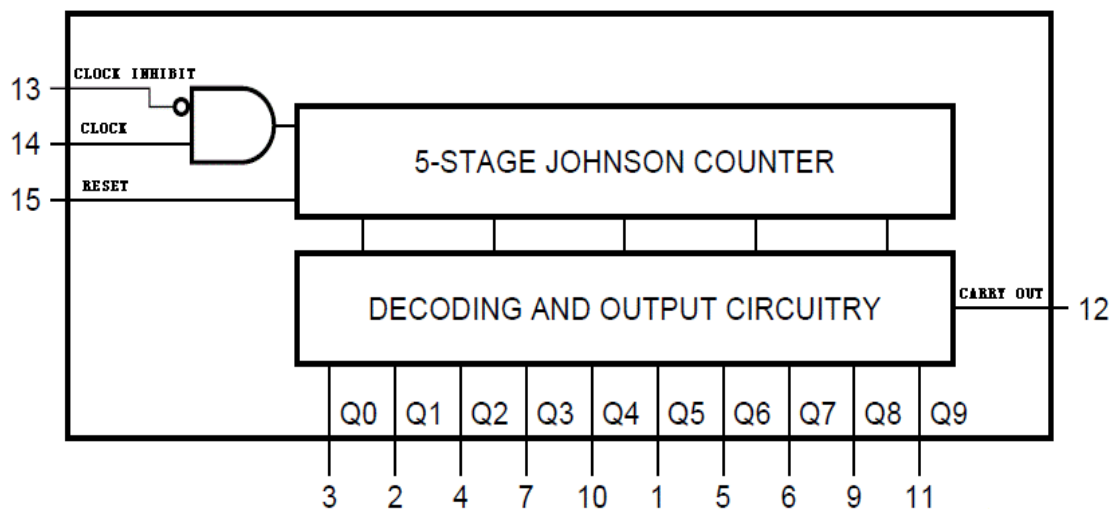 CLOCK INHIBIT
13
CLOCK
14
5-STAGE JOHNSON COUNTER
RESET
15
CARRY OUT
DECODING AND OUTPUT CIRCUITRY
12
Q0 Q1 Q2 Q3 Q4 Q5 Q6 Q7 Q8 Q9
3 2 4 7 10 1 5 6 9 11